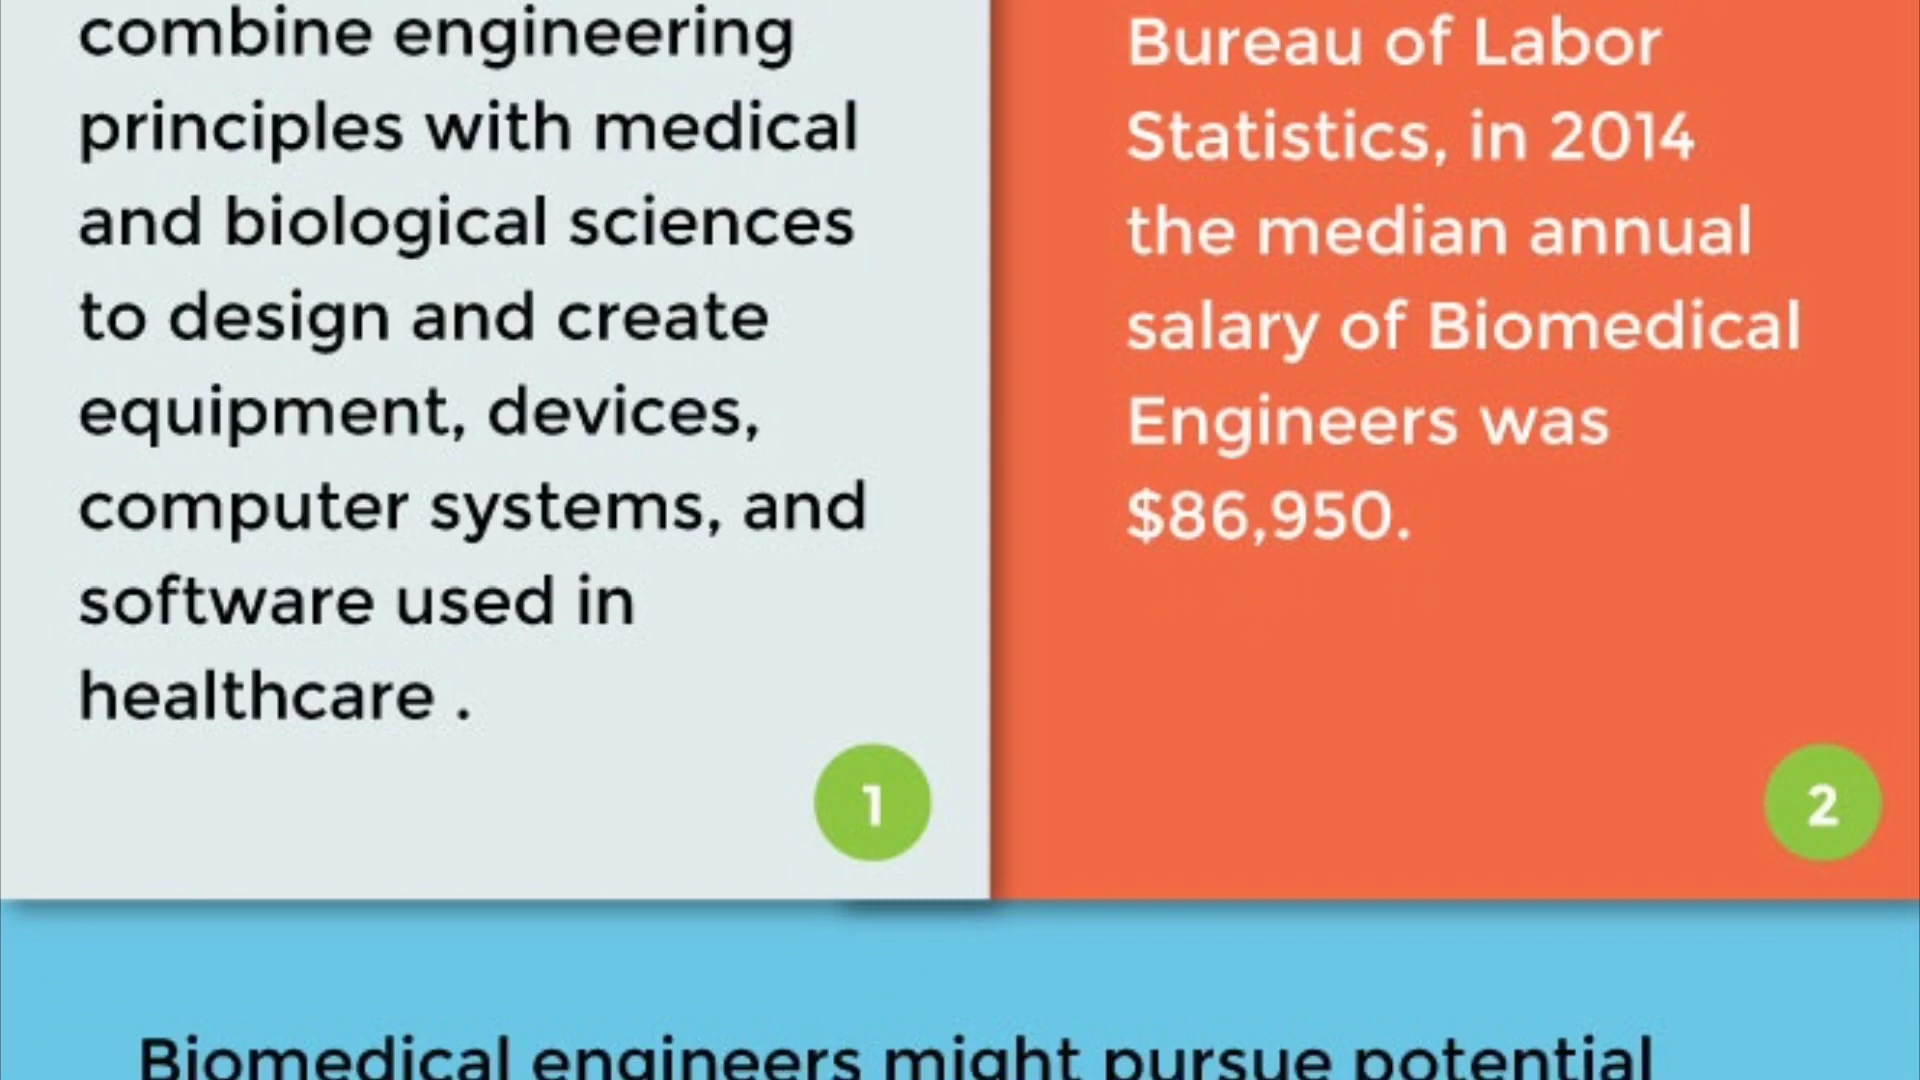 combine engineering
principles with medical
and biological sciences
to design and create
equipment, devices,
computer systems, and
software used in
healthcare .
1
Bureau of Labor
Statistics, in 2014
the median annual
salary of Biomedical
Engineers was
$86,950.
2
Biomedical engineers might pursue potential